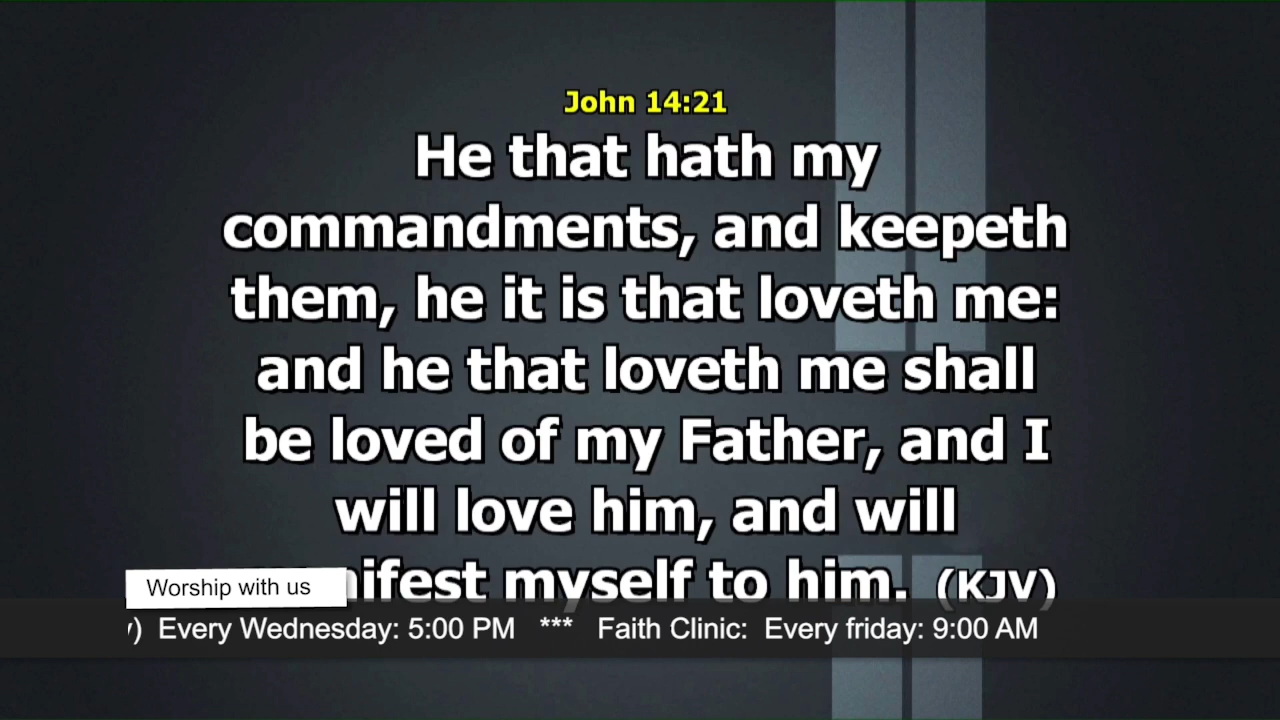 John 14:21
He that hath my
commandments, and keepeth
them, he it is that loveth me:
and he that loveth me shall
be loved of my Father, and I
will love him, and will
nifest myself to him. (KJV)
Worship with us
) Every Wednesday: 5:00 PM *** Faith Clinic: Every friday: 9:00 AM